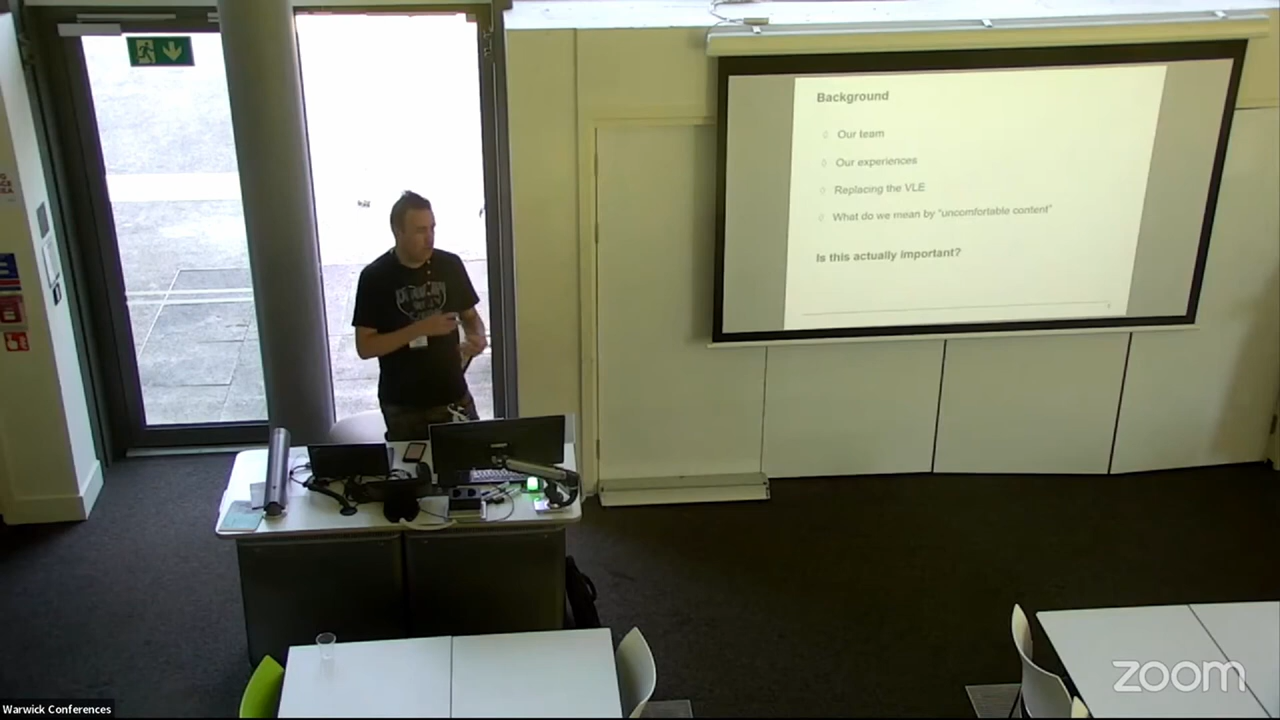 Background
Our team
Our experiences
Replacing the VLE
What do we mean by "uncomfortable content"
Is this actually important?
zoom
Warwick Conferences